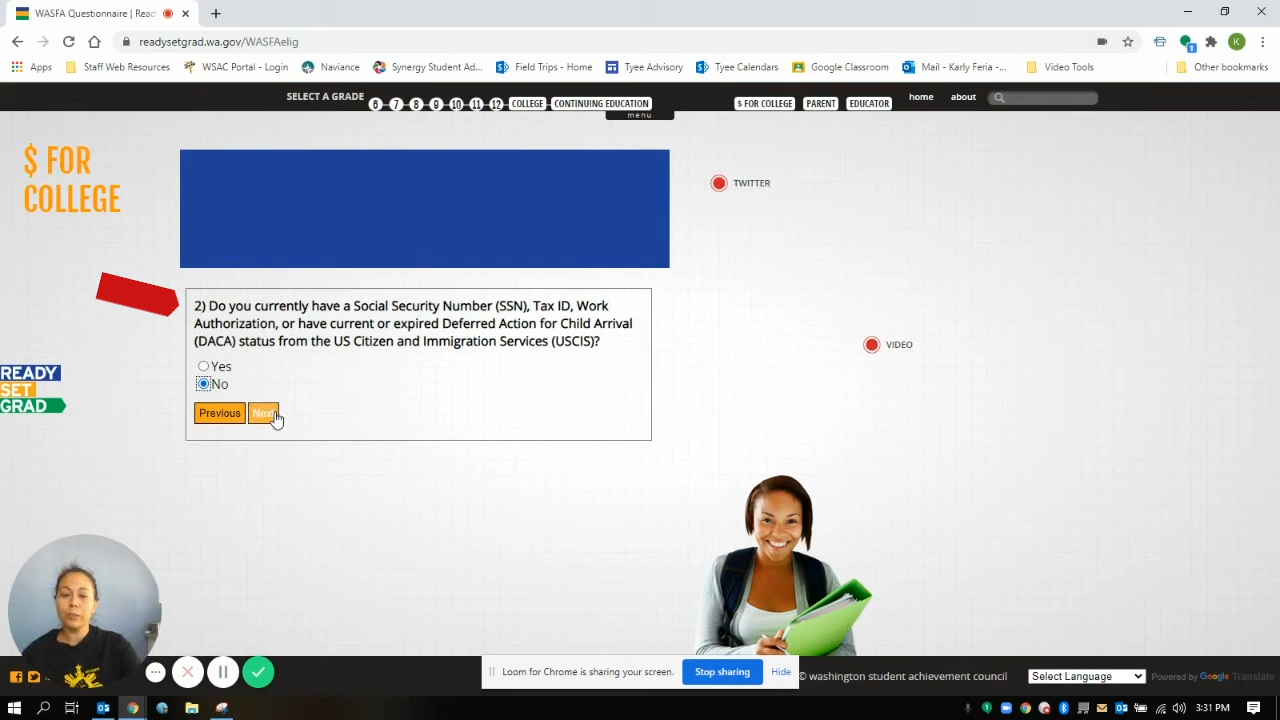 WASFA Questionnaire | Read
readysetgrad.wa.gov/WASFAelig
1
K
Apps Staff Web Resources WSAC Portal - Login Naviance Synergy Student Ad... Field Trips - Home Tyee Advisory Tyee Calendars Google Classroom Mail - Karly Feria -... Video Tools Other bookmarks
SELECT A GRADE 6 7 8 9 10 11 12 COLLEGE CONTINUING EDUCATION $ FOR COLLEGE PARENT EDUCATOR home about
menu
$ FOR
COLLEGE
TWITTER
2) Do you currently have a Social Security Number (SSN), Tax ID, Work
Authorization, or have current or expired Deferred Action for Child Arrival
(DACA) status from the US Citizen and Immigration Services (USCIS)?
Yes
No
Previous Next
VIDEO
READY
SET
GRAD
Loom for Chrome is sharing your screen. Stop sharing Hide
© washington student achievement council Select Language Powered by Google Translate
3:31 PM